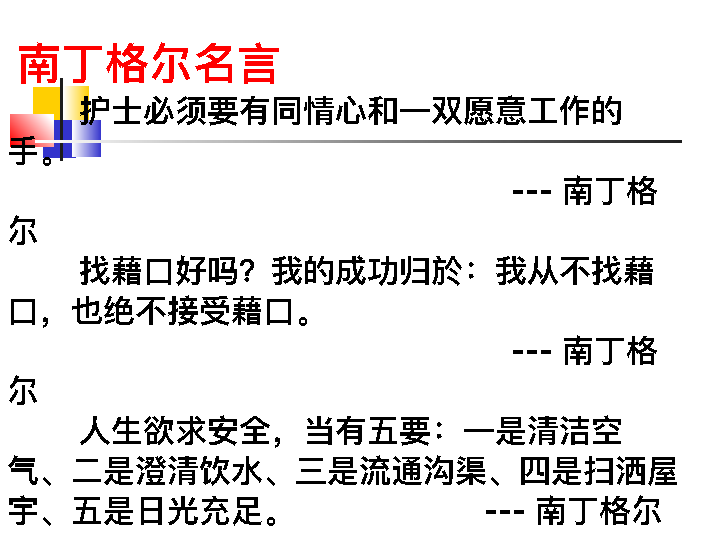 南丁格尔名言
护士必须要有同情心和一双愿意工作的
手。
--- 南丁格
尔
找藉口好吗？我的成功归於：我从不找藉
口，也绝不接受藉口。
--- 南丁格
尔
人生欲求安全，当有五要：一是清洁空
气、二是澄清饮水、三是流通沟渠、四是扫洒屋
宇、五是日光充足。 --- 南丁格尔